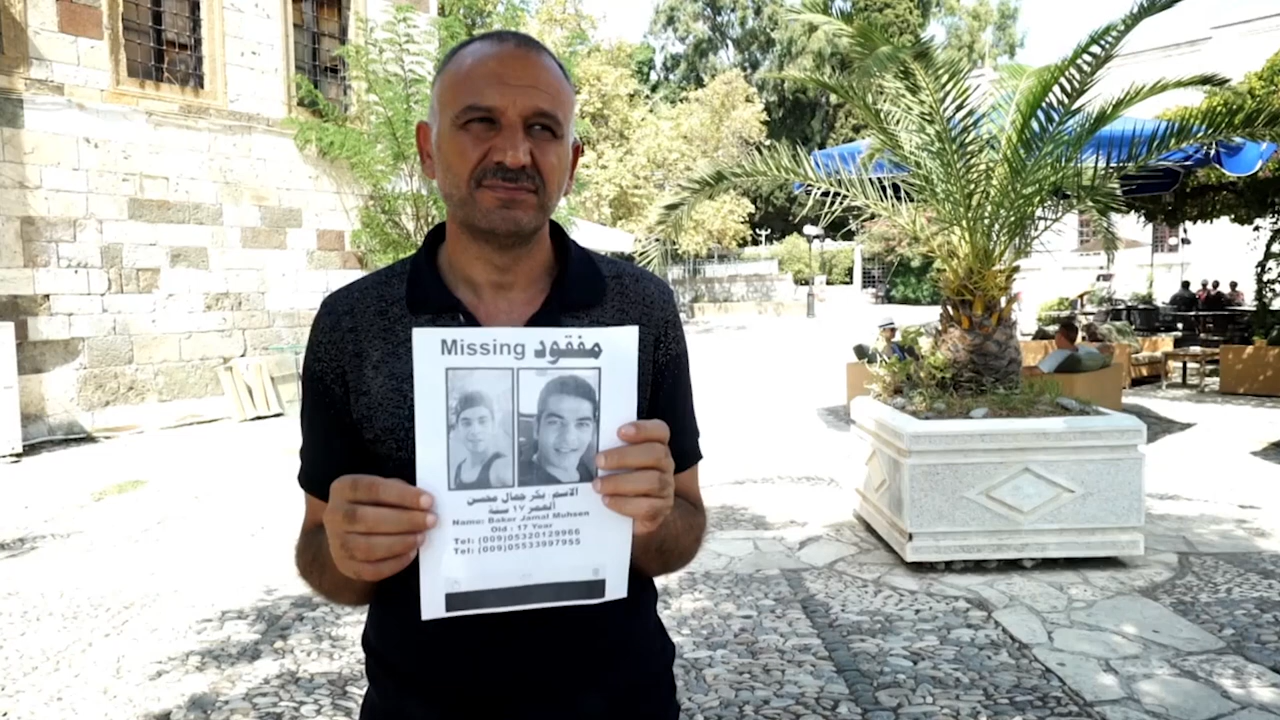 Missing مفقود
الاسم: بكر جمال محسن
العمر ١٧ سنة
Name: Baker Jamal Muhsen
Old : 17 Year
Tel: (009)05320129966
Tel: (009)05533997955